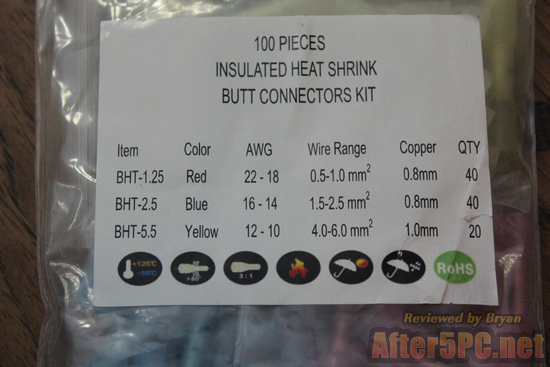 100 PIECES
INSULATED HEAT SHRINK
BUTT CONNECTORS KIT
Item Color AWG Wire Range Copper QTY
BHT-1.25 Red 22 - 18 0.5-1.0 mm² 0.8mm 40
BHT-2.5 Blue 16 - 14 1.5-2.5 mm² 0.8mm 40
BHT-5.5 Yellow 12 - 10 4.0-6.0 mm² 1.0mm 20
+125°C
-55°C
3:1
RoHS
Reviewed by Bryan
After5PC.net